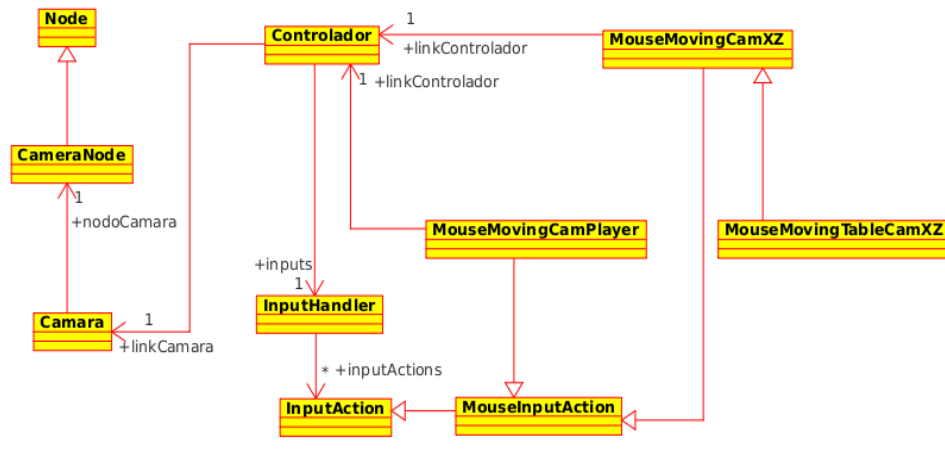 Node
Controlador
1
+linkControlador
MouseMovingCamXZ
1 +linkControlador
CameraNode
1
+nodoCamara
MouseMovingCamPlayer
MouseMovingTableCamXZ
+inputs
1
InputHandler
Camara
1
+linkCamara
* +inputActions
InputAction
MouseInputAction